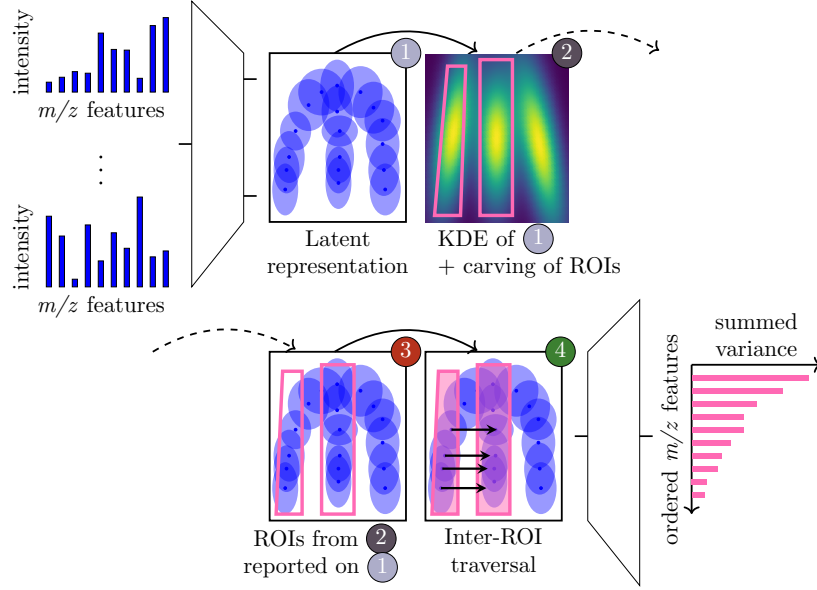 intensity
m/z features
intensity
m/z features
1
Latent
representation
2
KDE of 1
+ carving of ROIs
3
ROIs from 2
reported on 1
4
Inter-ROI
traversal
summed
variance
ordered m/z features